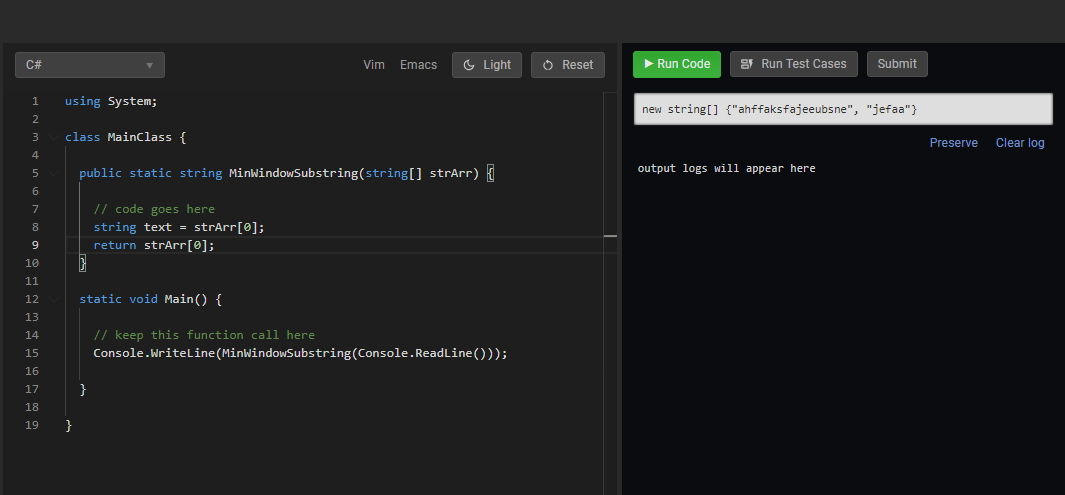 C#
Vim
Emacs
Light
Reset
1 using System;
2
3 class MainClass {
4
5 public static string MinWindowSubstring(string[] strArr) {
6
7 // code goes here
8 string text = strArr[0];
9 return strArr[0];
10 }
11
12 static void Main() {
13
14 // keep this function call here
15 Console.WriteLine(MinWindowSubstring(Console.ReadLine()));
16
17 }
18
19 }
Run Code
Run Test Cases
Submit
new string[] {"ahffaksfajeeubsne", "jefaa"}
Preserve
Clear log
output logs will appear here